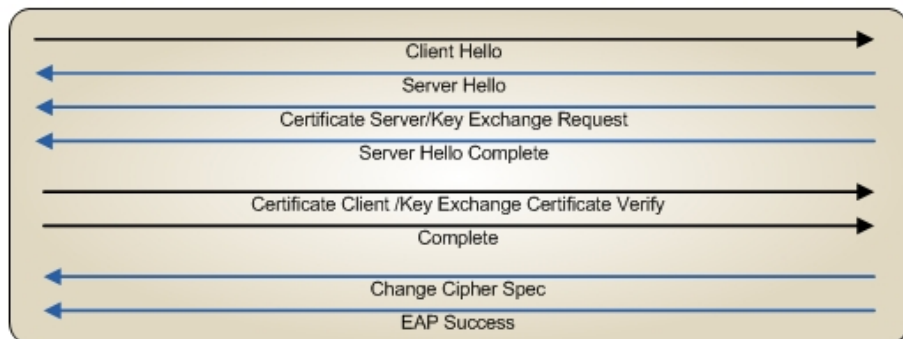 Client Hello
Server Hello
Certificate Server/Key Exchange Request
Server Hello Complete
Certificate Client /Key Exchange Certificate Verify
Complete
Change Cipher Spec
EAP Success